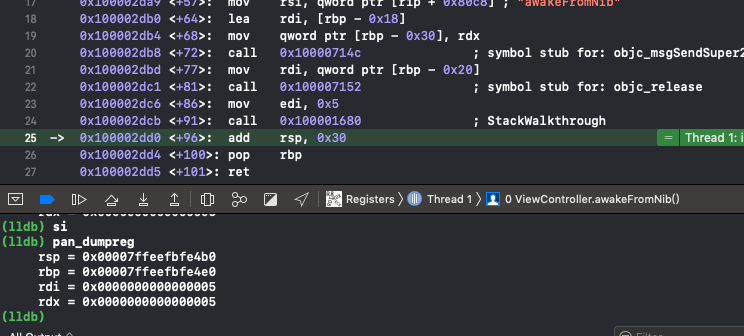 17 0x100002da9 <+57>: mov rsi, qword ptr [rip + 0x80c8] ; "awakeFromNib"
18 0x100002db0 <+64>: lea rdi, [rbp - 0x18]
19 0x100002db4 <+68>: mov qword ptr [rbp - 0x30], rdx
20 0x100002db8 <+72>: call 0x10000714c ; symbol stub for: objc_msgSendSuper2
21 0x100002dbd <+77>: mov rdi, qword ptr [rbp - 0x20]
22 0x100002dc1 <+81>: call 0x100007152 ; symbol stub for: objc_release
23 0x100002dc6 <+86>: mov edi, 0x5
24 0x100002dcb <+91>: call 0x100001680 ; StackWalkthrough
25 -> 0x100002dd0 <+96>: add rsp, 0x30 = Thread 1: i
26 0x100002dd4 <+100>: pop rbp
27 0x100002dd5 <+101>: ret
Registers Thread 1 0 ViewController.awakeFromNib()
rdx = 0x0000000000000005
(lldb) si
(lldb) pan_dumpreg
rsp = 0x00007ffeefbfe4b0
rbp = 0x00007ffeefbfe4e0
rdi = 0x0000000000000005
rdx = 0x0000000000000005
(lldb)
All Output Filter